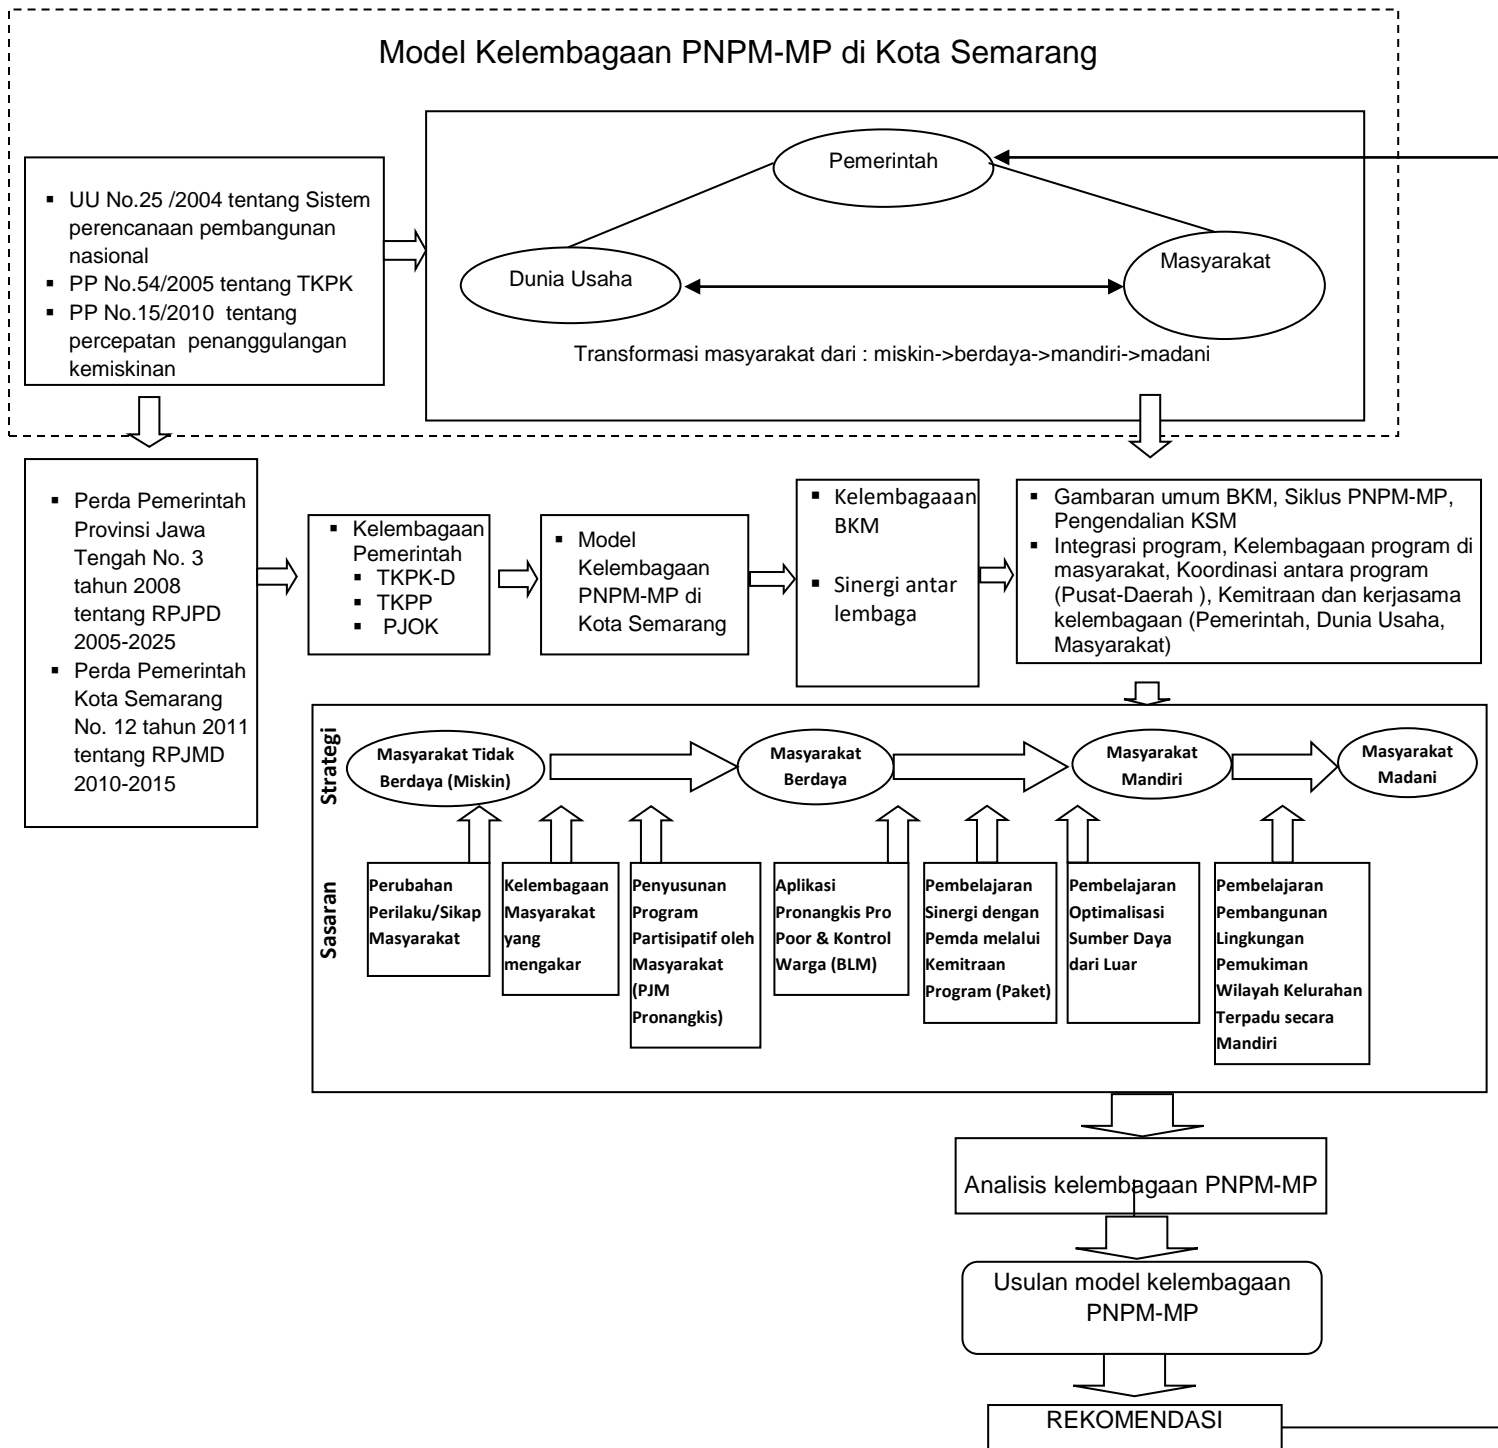 Model Kelembagaan PNPM-MP di Kota Semarang
▪ UU No.25 /2004 tentang Sistem
perencanaan pembangunan
nasional
▪ PP No.54/2005 tentang TKPK
▪ PP No.15/2010 tentang
percepatan penanggulangan
kemiskinan
Pemerintah
Dunia Usaha
Masyarakat
Transformasi masyarakat dari : miskin->berdaya->mandiri->madani
▪ Perda Pemerintah
Provinsi Jawa
Tengah No. 3
tahun 2008
tentang RPJPD
2005-2025
▪ Perda Pemerintah
Kota Semarang
No. 12 tahun 2011
tentang RPJMD
2010-2015
▪ Kelembagaan
Pemerintah
▪ TKPK-D
▪ TKPP
▪ PJOK
▪ Model
Kelembagaan
PNPM-MP di
Kota Semarang
▪ Kelembagaaan
BKM
▪ Sinergi antar
lembaga
▪ Gambaran umum BKM, Siklus PNPM-MP,
Pengendalian KSM
▪ Integrasi program, Kelembagaan program di
masyarakat, Koordinasi antara program
(Pusat-Daerah ), Kemitraan dan kerjasama
kelembagaan (Pemerintah, Dunia Usaha,
Masyarakat)
Strategi
Masyarakat Tidak
Berdaya (Miskin)
Masyarakat
Berdaya
Masyarakat
Mandiri
Masyarakat
Madani
Sasaran
Perubahan
Perilaku/Sikap
Masyarakat
Kelembagaan
Masyarakat
yang
mengakar
Penyusunan
Program
Partisipatif oleh
Masyarakat
(PJM
Pronangkis)
Aplikasi
Pronangkis Pro
Poor & Kontrol
Warga (BLM)
Pembelajaran
Sinergi dengan
Pemda melalui
Kemitraan
Program (Paket)
Pembelajaran
Optimalisasi
Sumber Daya
dari Luar
Pembelajaran
Pembangunan
Lingkungan
Pemukiman
Wilayah Kelurahan
Terpadu secara
Mandiri
Analisis kelembagaan PNPM-MP
Usulan model kelembagaan
PNPM-MP
REKOMENDASI